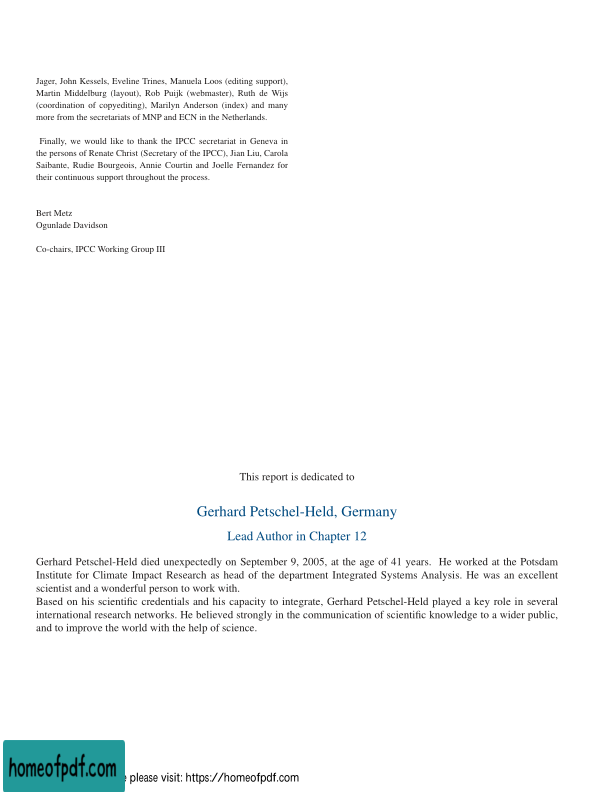 Jager, John Kessels, Eveline Trines, Manuela Loos (editing support),
Martin Middelburg (layout), Rob Puijk (webmaster), Ruth de Wijs
(coordination of copyediting), Marilyn Anderson (index) and many
more from the secretariats of MNP and ECN in the Netherlands.
Finally, we would like to thank the IPCC secretariat in Geneva in
the persons of Renate Christ (Secretary of the IPCC), Jian Liu, Carola
Saibante, Rudie Bourgeois, Annie Courtin and Joelle Fernandez for
their continuous support throughout the process.
Bert Metz
Ogunlade Davidson
Co-chairs, IPCC Working Group III
This report is dedicated to
Gerhard Petschel-Held, Germany
Lead Author in Chapter 12
Gerhard Petschel-Held died unexpectedly on September 9, 2005, at the age of 41 years. He worked at the Potsdam
Institute for Climate Impact Research as head of the department Integrated Systems Analysis. He was an excellent
scientist and a wonderful person to work with.
Based on his scientific credentials and his capacity to integrate, Gerhard Petschel-Held played a key role in several
international research networks. He believed strongly in the communication of scientific knowledge to a wider public,
and to improve the world with the help of science.
homeofpdf.com
please visit: https://homeofpdf.com